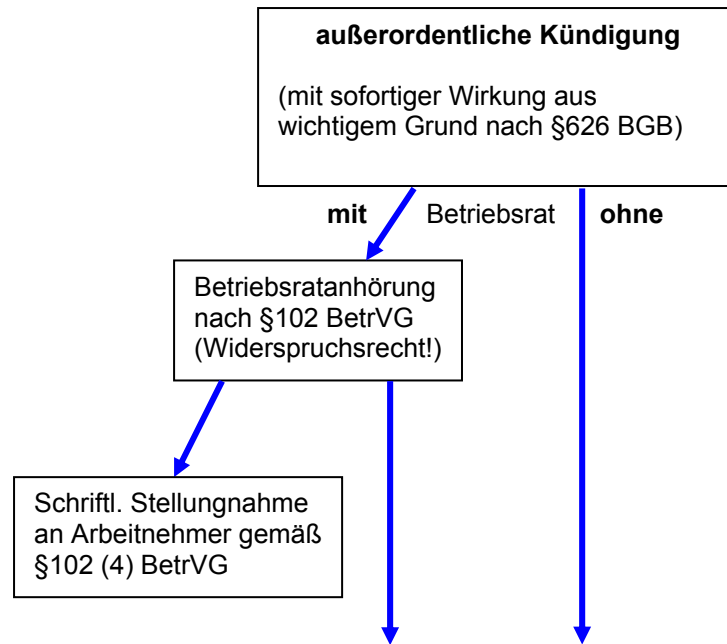 außerordentliche Kündigung
(mit sofortiger Wirkung aus
wichtigem Grund nach §626 BGB)
mit Betriebsrat ohne
Betriebsratanhörung
nach §102 BetrVG
(Widerspruchsrecht!)
Schriftl. Stellungnahme
an Arbeitnehmer gemäß
§102 (4) BetrVG